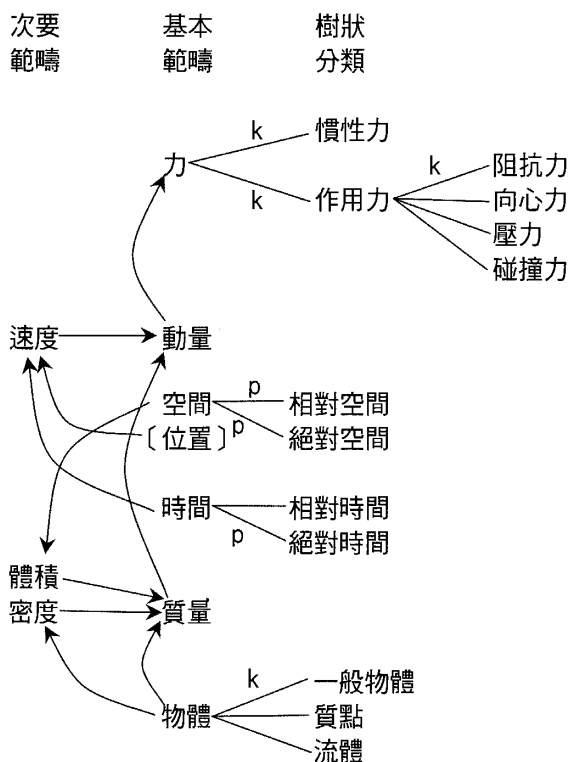 次要 基本 樹狀
範疇 範疇 分類
k 慣性力
力 k 阻抗力
k 作用力 向心力
壓力
碰撞力
速度 動量
空間 p 相對空間
〔位置〕 p 絕對空間
時間 相對時間
p 絕對時間
體積
密度 質量
k 一般物體
物體 質點
流體